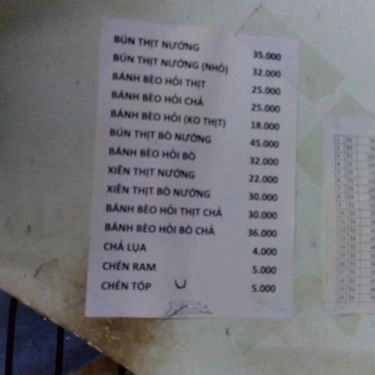 BÚN THỊT NƯỚNG 35.000
BÚN THỊT NƯỚNG (NHỎ) 32.000
BÁNH BÈO HỎI THỊT 25.000
BÁNH BÈO HỎI CHẢ 25.000
BÁNH BÈO HỎI (KO THỊT) 18.000
BÚN THỊT BÒ NƯỚNG 45.000
BÁNH BÈO HỎI BÒ 32.000
XIÊN THỊT NƯỚNG 22.000
XIÊN THỊT BÒ NƯỚNG 30.000
BÁNH BÈO HỎI THỊT CHẢ 30.000
BÁNH BÈO HỎI BÒ CHẢ 36.000
CHẢ LỤA 4.000
CHÉN RAM 5.000
CHÉN TÓP 5.000